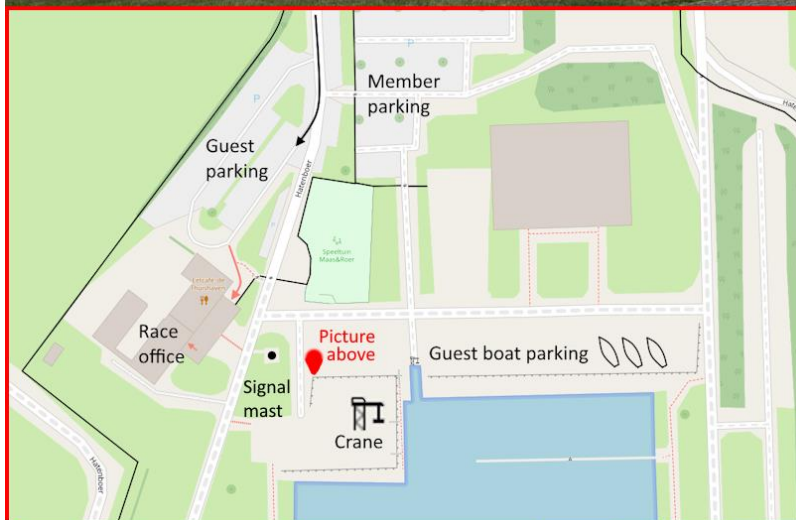 P
Member
parking
P
Guest
parking
Hatenboer
Hatenboer
Speeltuin
Maas&Roer
Race
office
Picture
above
Guest boat parking
Signal
mast
Crane
Hatenboer